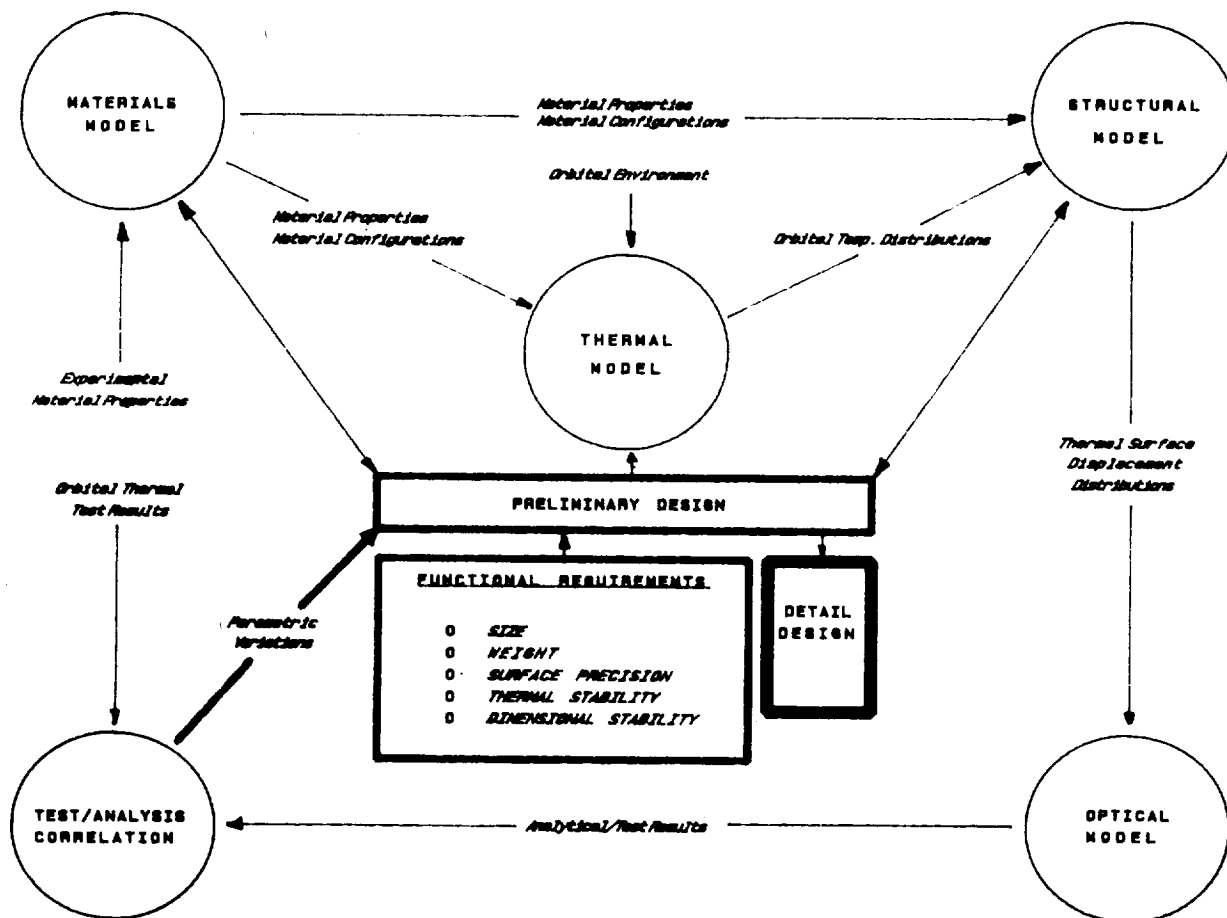 MATERIALS
MODEL
Material Properties
Material Configurations
STRUCTURAL
MODEL
Orbital Environment
Material Properties
Material Configurations
Orbital Temp. Distributions
THERMAL
MODEL
Experimental
Material Properties
Thermal Surface
Displacement
Distributions
Orbital Thermal
Test Results
PRELIMINARY DESIGN
FUNCTIONAL REQUIREMENTS
O SIZE
O WEIGHT
O SURFACE PRECISION
O THERMAL STABILITY
O DIMENSIONAL STABILITY
DETAIL
DESIGN
Parametric
Variations
TEST/ANALYSIS
CORRELATION
Analytical/Test Results
OPTICAL
MODEL